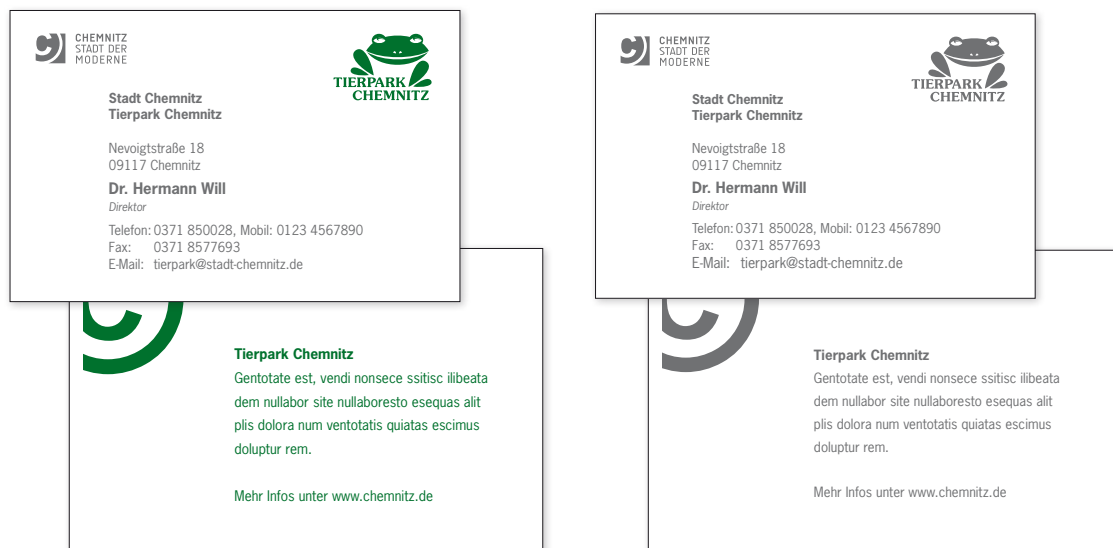 CHEMNITZ
STADT DER
MODERNE
TIERPARK
CHEMNITZ
Stadt Chemnitz
Tierpark Chemnitz
Nevoigtstraße 18
09117 Chemnitz
Dr. Hermann Will
Direktor
Telefon: 0371 850028, Mobil: 0123 4567890
Fax: 0371 8577693
E-Mail: tierpark@stadt-chemnitz.de
Tierpark Chemnitz
Gentotate est, vendi nonsece ssitisc ilibeata
dem nullabor site nullaboresto esequas alit
plis dolora num ventotatis quiatas escimus
doluptur rem.
Mehr Infos unter www.chemnitz.de
CHEMNITZ
STADT DER
MODERNE
TIERPARK
CHEMNITZ
Stadt Chemnitz
Tierpark Chemnitz
Nevoigtstraße 18
09117 Chemnitz
Dr. Hermann Will
Direktor
Telefon: 0371 850028, Mobil: 0123 4567890
Fax: 0371 8577693
E-Mail: tierpark@stadt-chemnitz.de
Tierpark Chemnitz
Gentotate est, vendi nonsece ssitisc ilibeata
dem nullabor site nullaboresto esequas alit
plis dolora num ventotatis quiatas escimus
doluptur rem.
Mehr Infos unter www.chemnitz.de